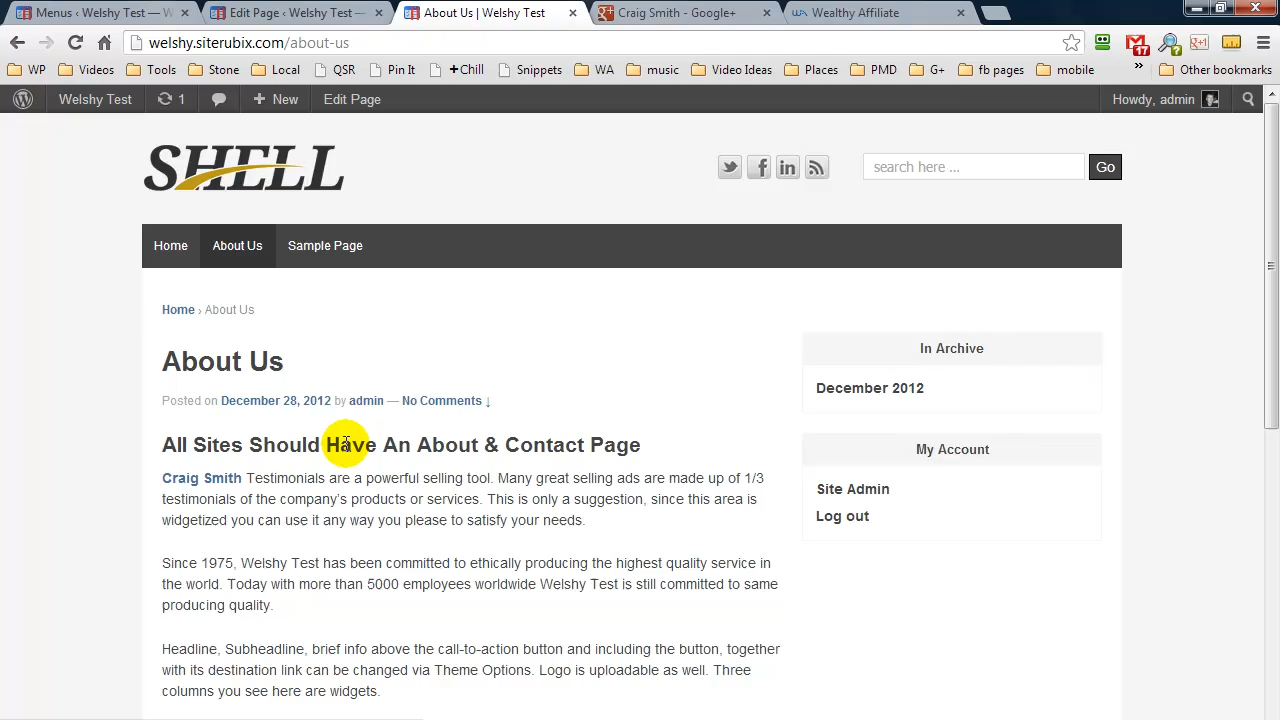 Menus ‹ Welshy Test — W
Edit Page ‹ Welshy Test —
About Us | Welshy Test
Craig Smith - Google+
Wealthy Affiliate
welshy.siterubix.com/about-us
17
WP Videos Tools Stone Local QSR Pin It +Chill Snippets WA music Video Ideas Places PMD G+ fb pages mobile » Other bookmarks
Welshy Test 1 + New Edit Page Howdy, admin
SHELL
search here ... Go
Home About Us Sample Page
Home › About Us
About Us
Posted on December 28, 2012 by admin — No Comments ↓
All Sites Should Have An About & Contact Page
Craig Smith Testimonials are a powerful selling tool. Many great selling ads are made up of 1/3
testimonials of the company's products or services. This is only a suggestion, since this area is
widgetized you can use it any way you please to satisfy your needs.
Since 1975, Welshy Test has been committed to ethically producing the highest quality service in
the world. Today with more than 5000 employees worldwide Welshy Test is still committed to same
producing quality.
Headline, Subheadline, brief info above the call-to-action button and including the button, together
with its destination link can be changed via Theme Options. Logo is uploadable as well. Three
columns you see here are widgets.
In Archive
December 2012
My Account
Site Admin
Log out